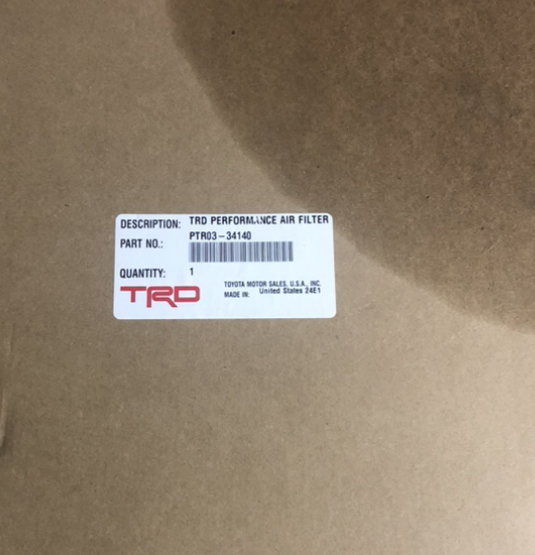 DESCRIPTION: TRD PERFORMANCE AIR FILTER
PART NO.: PTR03-34140
QUANTITY: 1
TRD
TOYOTA MOTOR SALES, U.S.A., INC.
MADE IN: United States 24E1